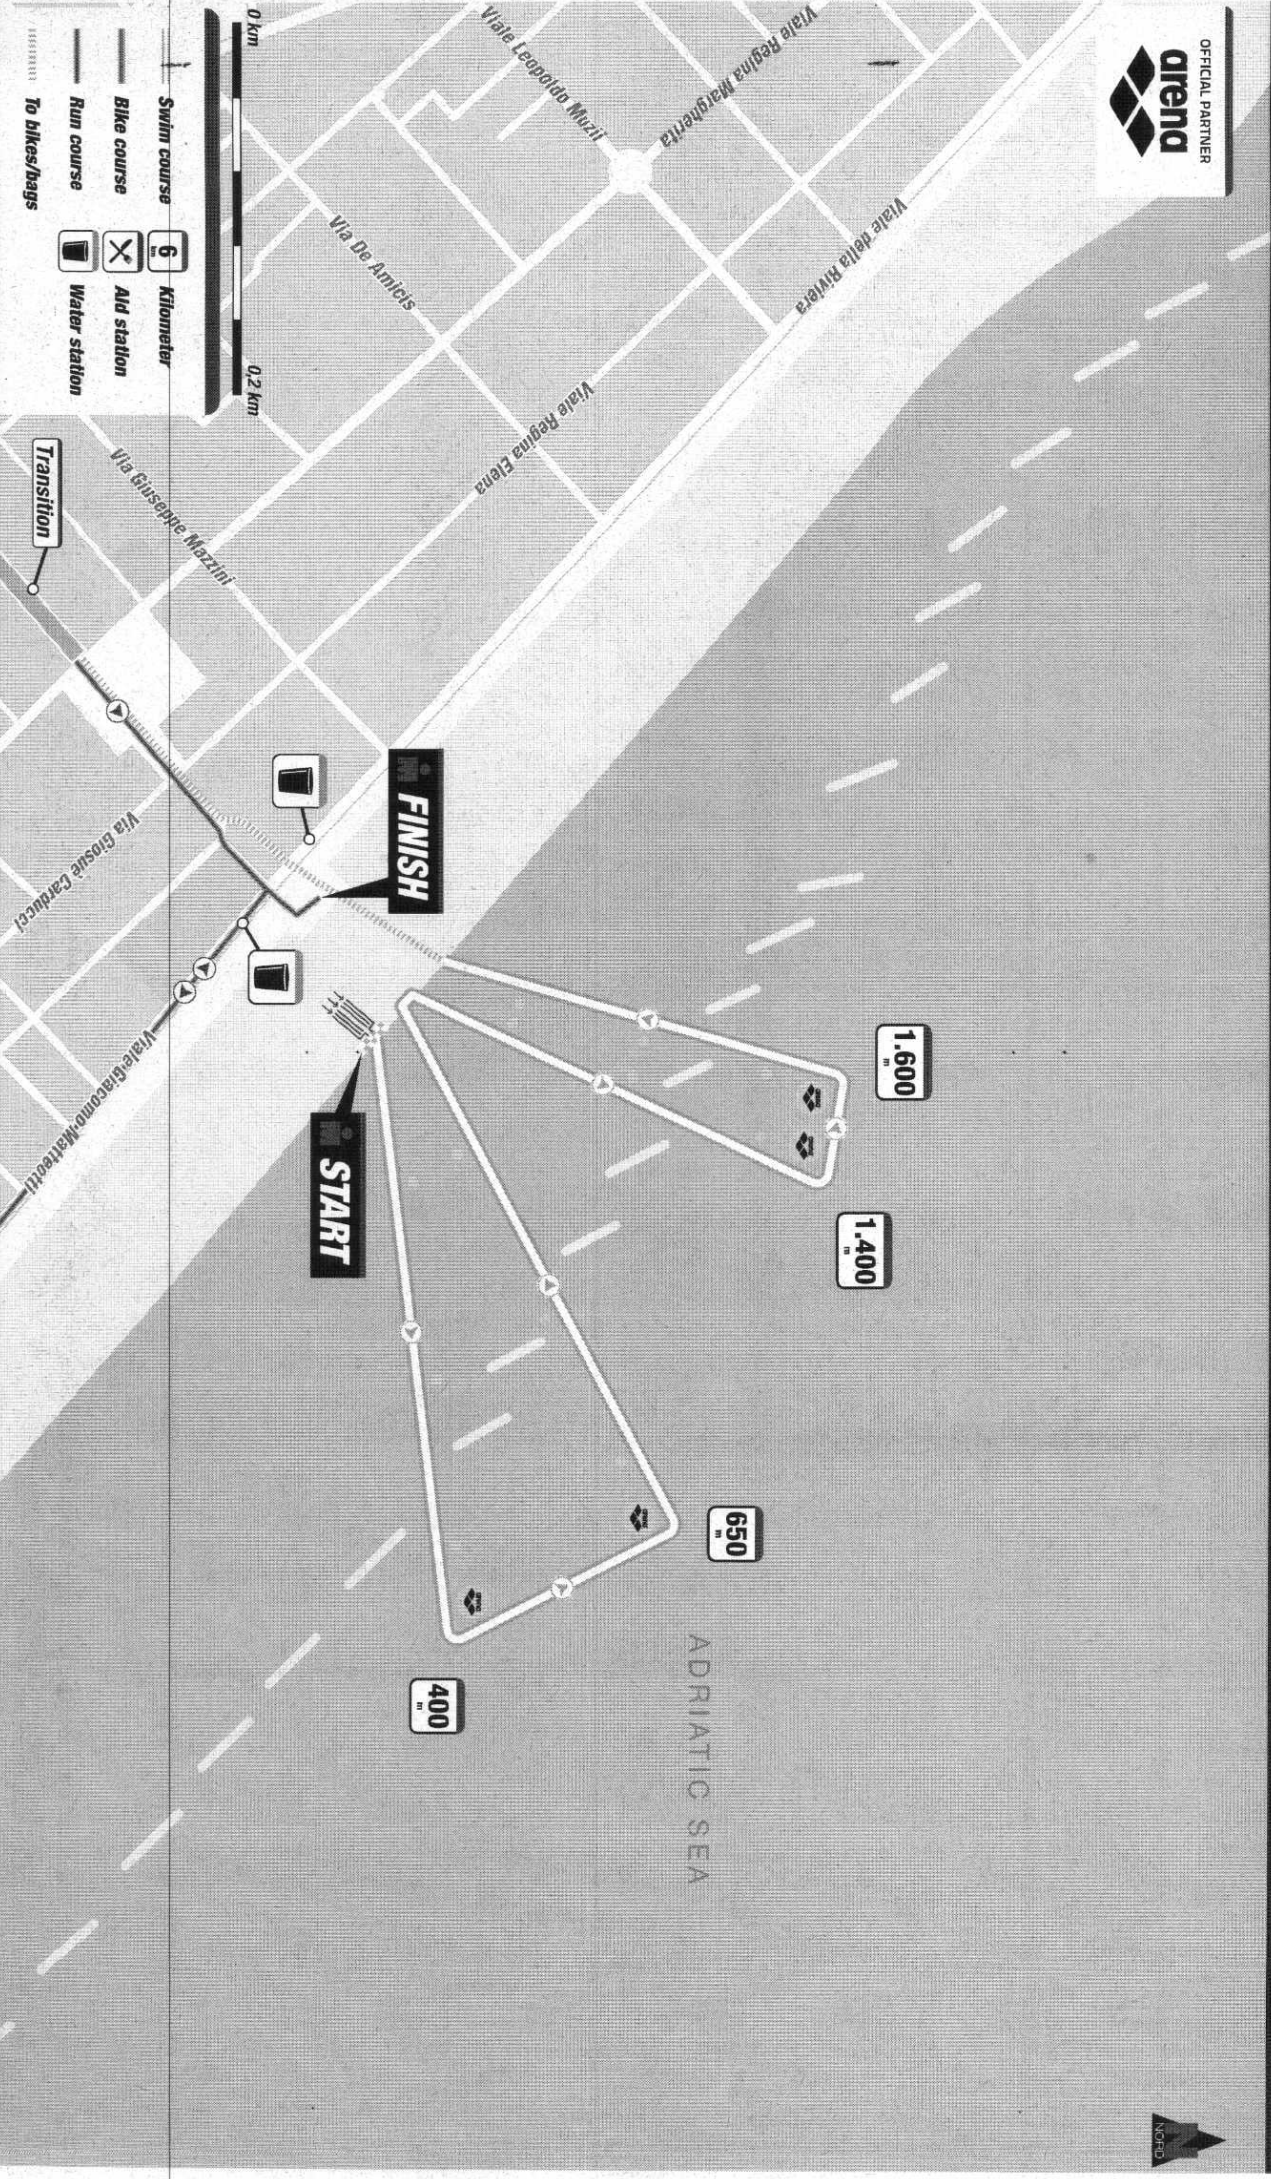 OFFICIAL PARTNER
arena
Viale Regina Margherita
Viale Leopoldo Muzii
Viale della Riviera
Via De Amicis
Viale Regina Elena
Via Giuseppe Mazzini
Via Giosuè Carducci
Viale Giacomo Matteotti
Transition
FINISH
START
1.600
m
1.400
m
650
m
400
m
ADRIATIC SEA
0 km
0,2 km
Swim course
Bike course
Run course
To bikes/bags
6
km
Kilometer
Aid station
Water station
N
NORD